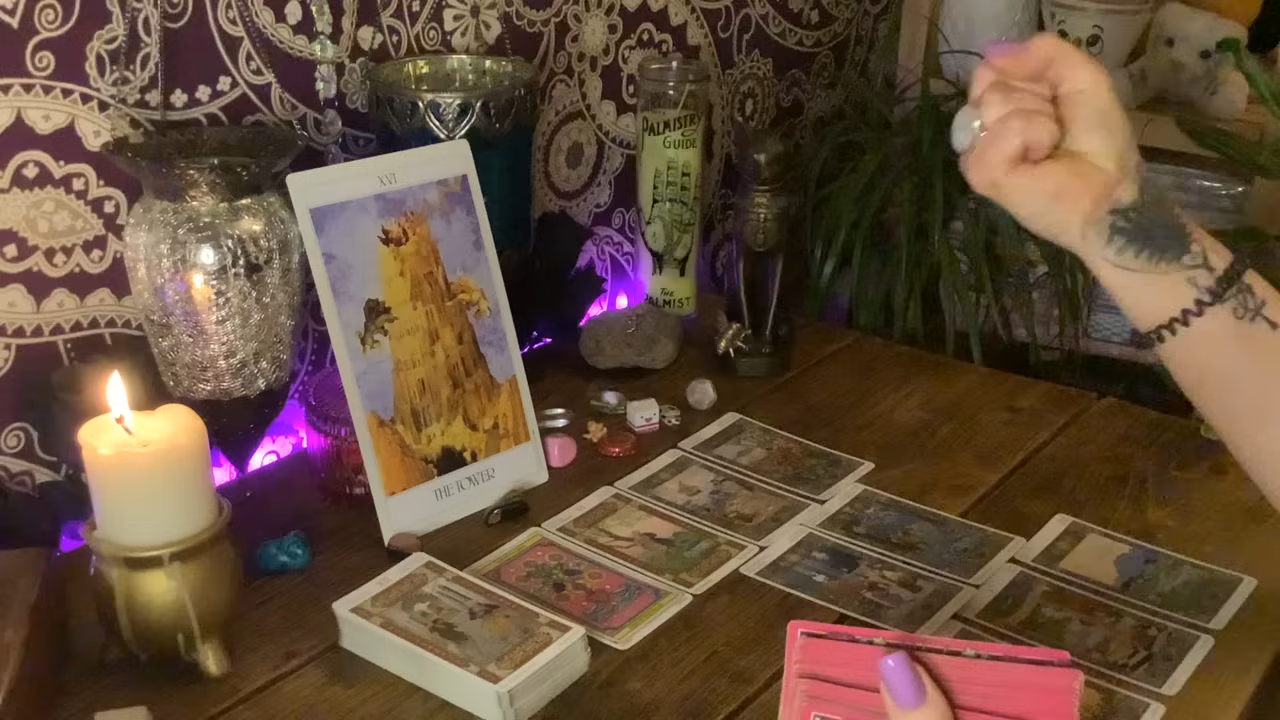 XVI
THE TOWER
PALMISTRY
GUIDE
THE
PALMIST